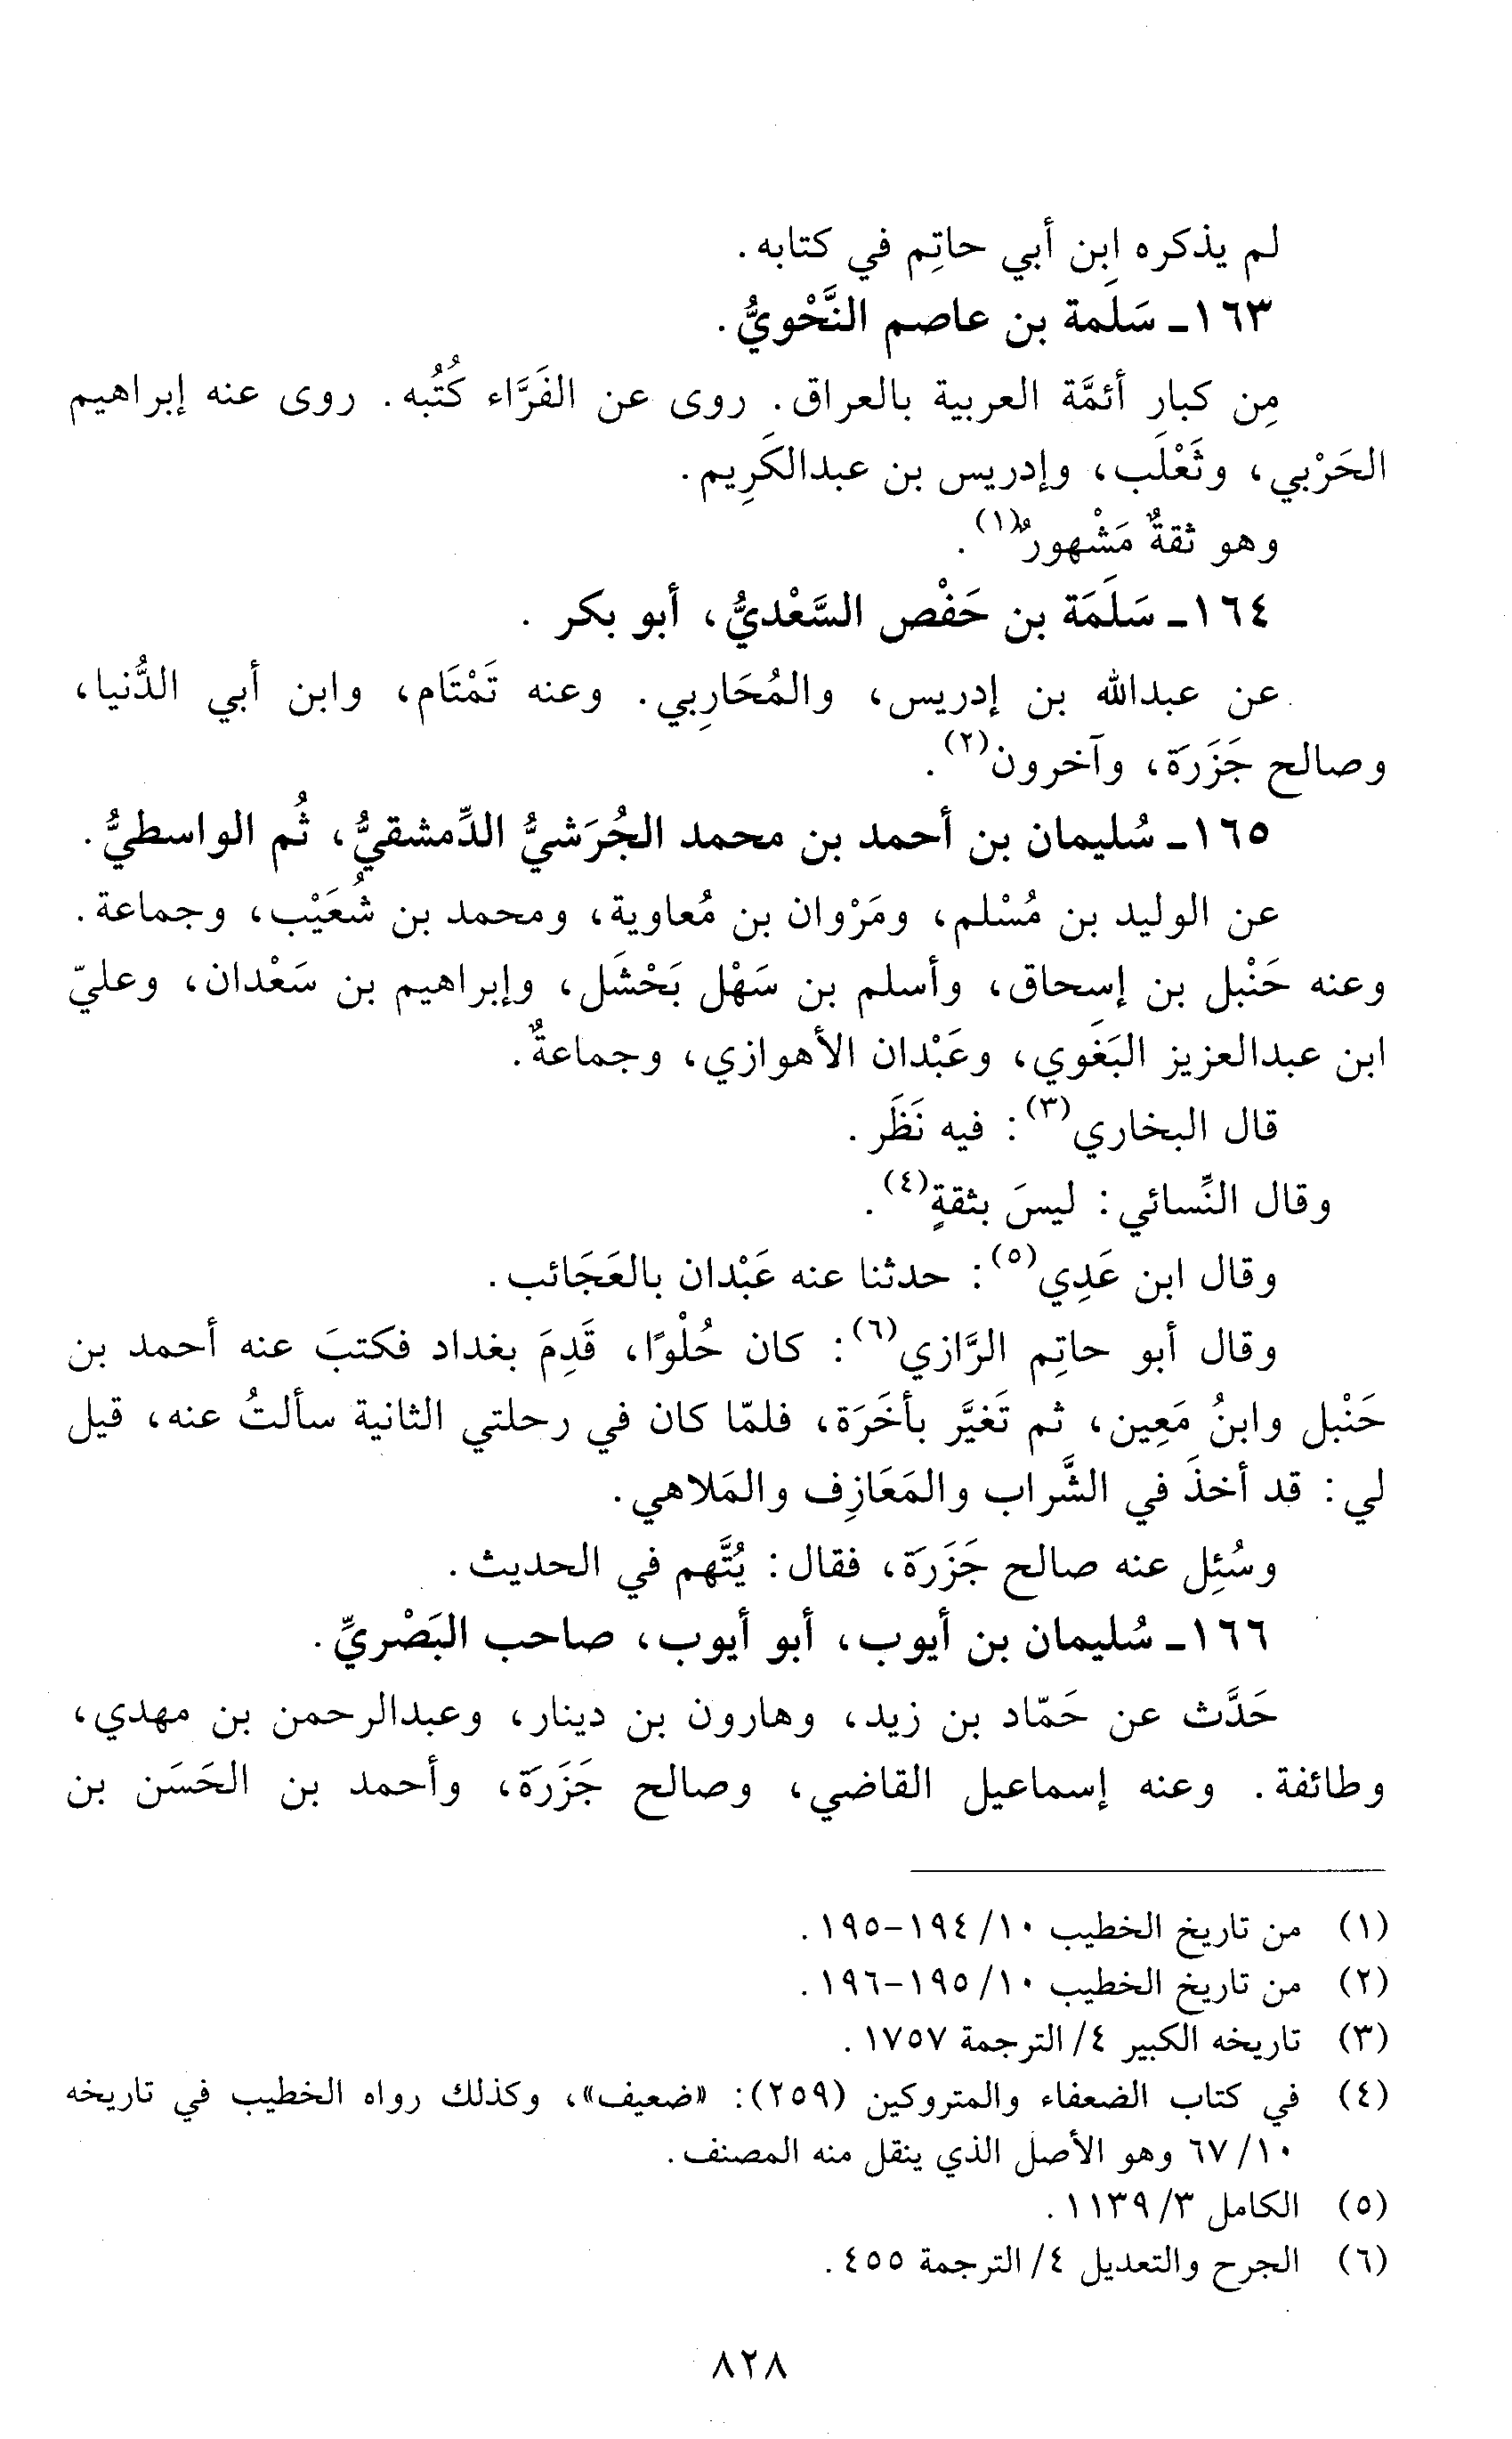 لم يذكره ابن أبي حاتِم في كتابه.
١٦٣ـ سَلَمة بن عاصم النَّحْويُّ.
مِن كبار أئمَّة العربية بالعراق. روى عن الفَرَّاء كُتُبه. روى عنه إبراهيم
الحَرْبي، وثَعْلَب، وإدريس بن عبدالكَرِيم.
وهو ثقةٌ مَشْهورٌ(١).
١٦٤ـ سَلَمَة بن حَفْص السَّعْديُّ، أبو بكر.
عن عبدالله بن إدريس، والمُحَارِبي. وعنه تَمْتَام، وابن أبي الدُّنيا،
وصالح جَزَرَة، وآخرون(٢).
١٦٥ـ سُليمان بن أحمد بن محمد الجُرَشيُّ الدِّمشقيُّ، ثُم الواسطيُّ.
عن الوليد بن مُسْلم، ومَرْوان بن مُعاوية، ومحمد بن شُعَيْب، وجماعة.
وعنه حَنْبل بن إسحاق، وأسلم بن سَهْل بَحْشَل، وإبراهيم بن سَعْدان، وعليّ
ابن عبدالعزيز البَغَوي، وعَبْدان الأهوازي، وجماعةٌ.
قال البخاري(٣): فيه نَظَر.
وقال النِّسائي: ليسَ بثقةٍ(٤).
وقال ابن عَدِي(٥): حدثنا عنه عَبْدان بالعَجَائب.
وقال أبو حاتِم الرَّازي(٦): كان حُلْوًا، قَدِمَ بغداد فكتبَ عنه أحمد بن
حَنْبل وابنُ مَعِين، ثم تَغيَّر بأخَرَة، فلمّا كان في رحلتي الثانية سألتُ عنه، قيل
لي: قد أخذَ في الشَّراب والمَعَازِف والمَلاهي.
وسُئِل عنه صالح جَزَرَة، فقال: يُتَّهم في الحديث.
١٦٦ـ سُليمان بن أيوب، أبو أيوب، صاحب البَصْريِّ.
حَدَّث عن حَمّاد بن زيد، وهارون بن دينار، وعبدالرحمن بن مهدي،
وطائفة. وعنه إسماعيل القاضي، وصالح جَزَرَة، وأحمد بن الحَسَن بن
(١) من تاريخ الخطيب ١٠/ ١٩٤-١٩٥.
(٢) من تاريخ الخطيب ١٠/ ١٩٥-١٩٦.
(٣) تاريخه الكبير ٤/ الترجمة ١٧٥٧.
(٤) في كتاب الضعفاء والمتروكين (٢٥٩): «ضعيف»، وكذلك رواه الخطيب في تاريخه
١٠/ ٦٧ وهو الأصل الذي ينقل منه المصنف.
(٥) الكامل ٣/ ١١٣٩.
(٦) الجرح والتعديل ٤/ الترجمة ٤٥٥.
٨٢٨